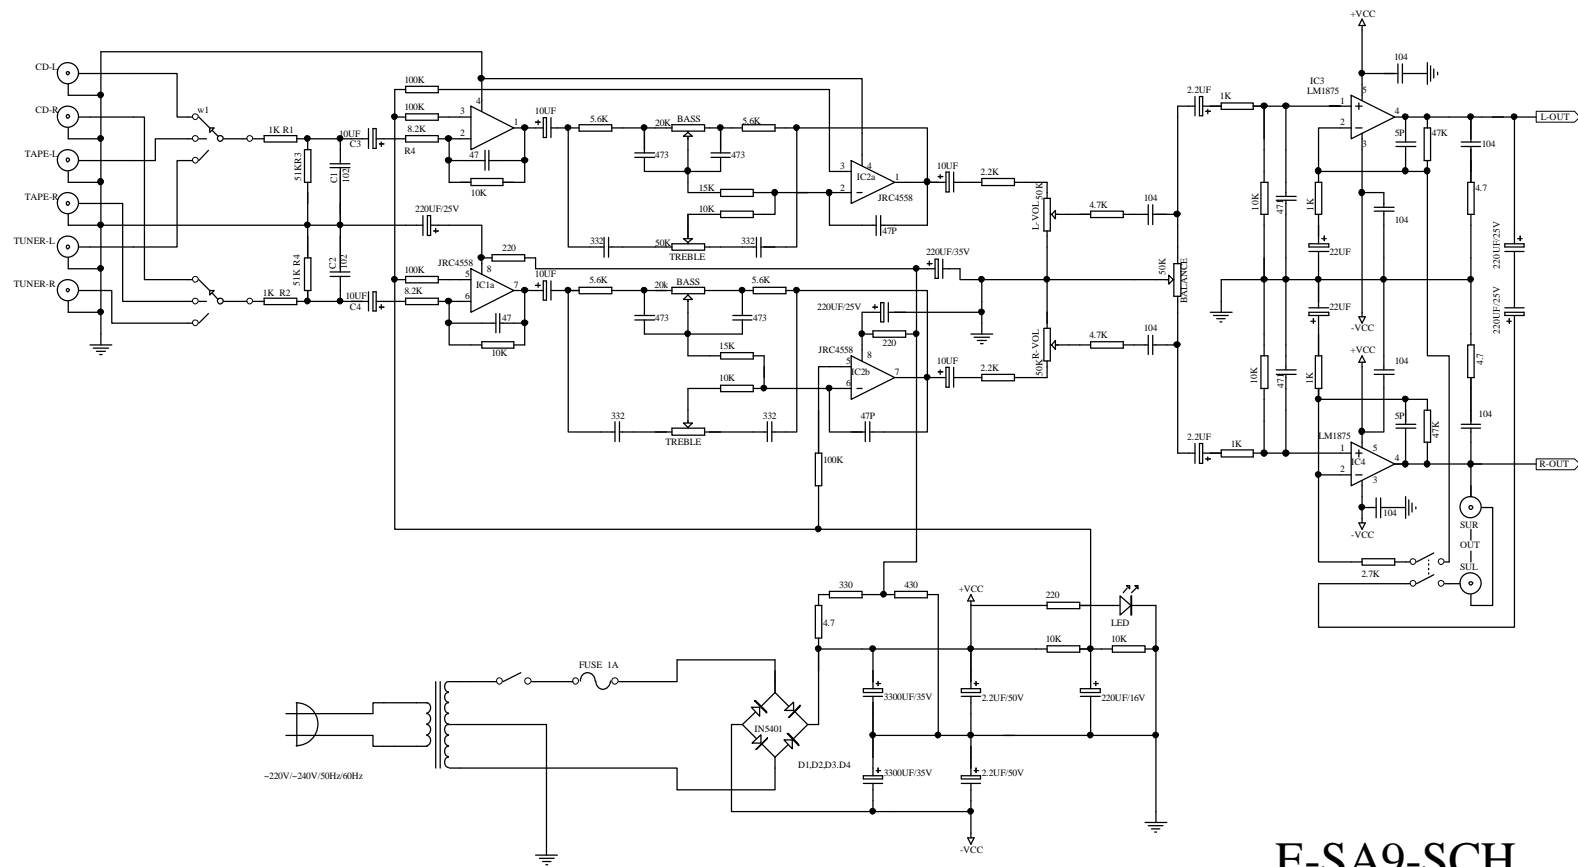 CD-L
CD-R
TAPE-L
TAPE-R
TUNER-L
TUNER-R
w1
1K R1
51KR3
C1
102
10UF
C3
100K
100K
8.2K
R4
3
2
4
1
47
10K
10UF
5.6K
20K
BASS
5.6K
473
473
15K
10K
332
50K
TREBLE
332
3
2
4
1
IC2a
JRC4558
47P
10UF
2.2K
L-VOL
50K
4.7K
104
220UF/25V
220
1K R2
51K R4
C2
102
10UF
C4
100K
8.2K
JRC4558
5
6
8
7
IC1a
47
10K
10UF
5.6K
20k
BASS
5.6K
473
473
15K
10K
332
TREBLE
332
220UF/35V
220UF/25V
220
JRC4558
5
6
8
7
IC2b
47P
100K
10UF
2.2K
R-VOL
50K
4.7K
104
50K
BALANCE
2.2UF
1K
10K
471
1K
22UF
+VCC
104
IC3
LM1875
1
2
5
4
3
5P
47K
104
4.7
104
L-OUT
220UF/25V
220UF/25V
-VCC
+VCC
22UF
1K
10K
471
104
4.7
104
2.2UF
1K
LM1875
1
2
5
4
3
IC4
5P
47K
R-OUT
104
-VCC
SUR
OUT
SUL
2.7K
330
430
4.7
+VCC
220
LED
10K
10K
3300UF/35V
2.2UF/50V
220UF/16V
3300UF/35V
2.2UF/50V
-VCC
FUSE 1A
IN5401
D1,D2,D3.D4
~220V/~240V/50Hz/60Hz